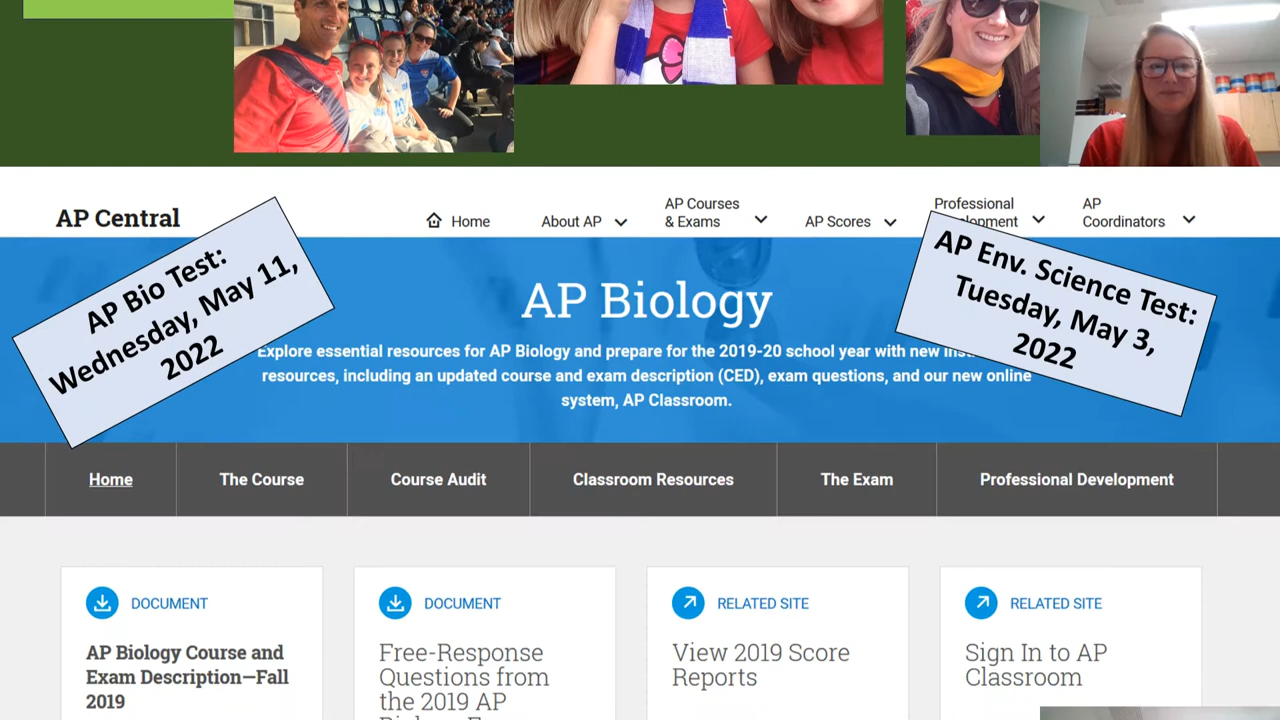 AP Central
Home
About AP
AP Courses
& Exams
AP Scores
Professional
AP
Coordinators
AP Bio Test:
Wednesday, May 11,
2022
AP Env. Science Test:
Tuesday, May 3,
2022
AP Biology
Explore essential resources for AP Biology and prepare for the 2019-20 school year with new
resources, including an updated course and exam description (CED), exam questions, and our new online
system, AP Classroom.
Home
The Course
Course Audit
Classroom Resources
The Exam
Professional Development
DOCUMENT
AP Biology Course and
Exam Description—Fall
2019
DOCUMENT
Free-Response
Questions from
the 2019 AP
RELATED SITE
View 2019 Score
Reports
RELATED SITE
Sign In to AP
Classroom